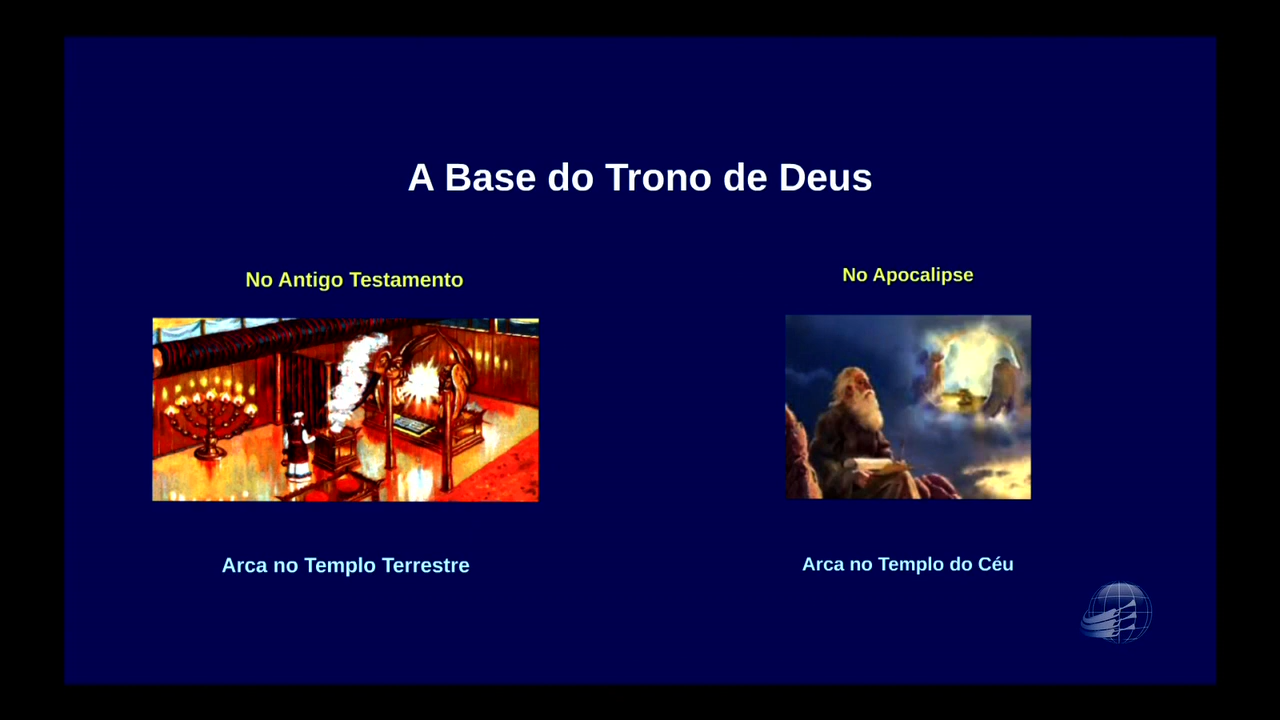 A Base do Trono de Deus
No Antigo Testamento
No Apocalipse
Arca no Templo Terrestre
Arca no Templo do Céu